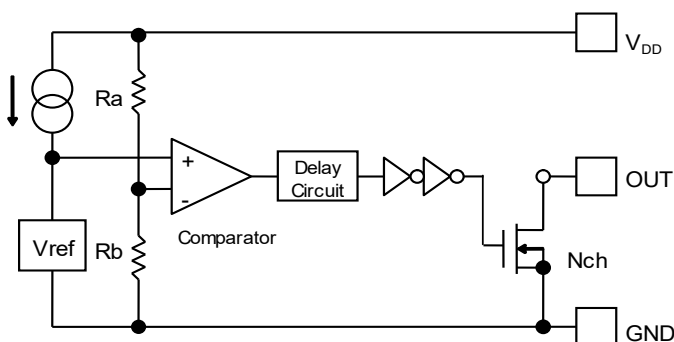 V_DD
Ra
+
Delay
Circuit
OUT
-
Vref
Rb
Comparator
Nch
GND